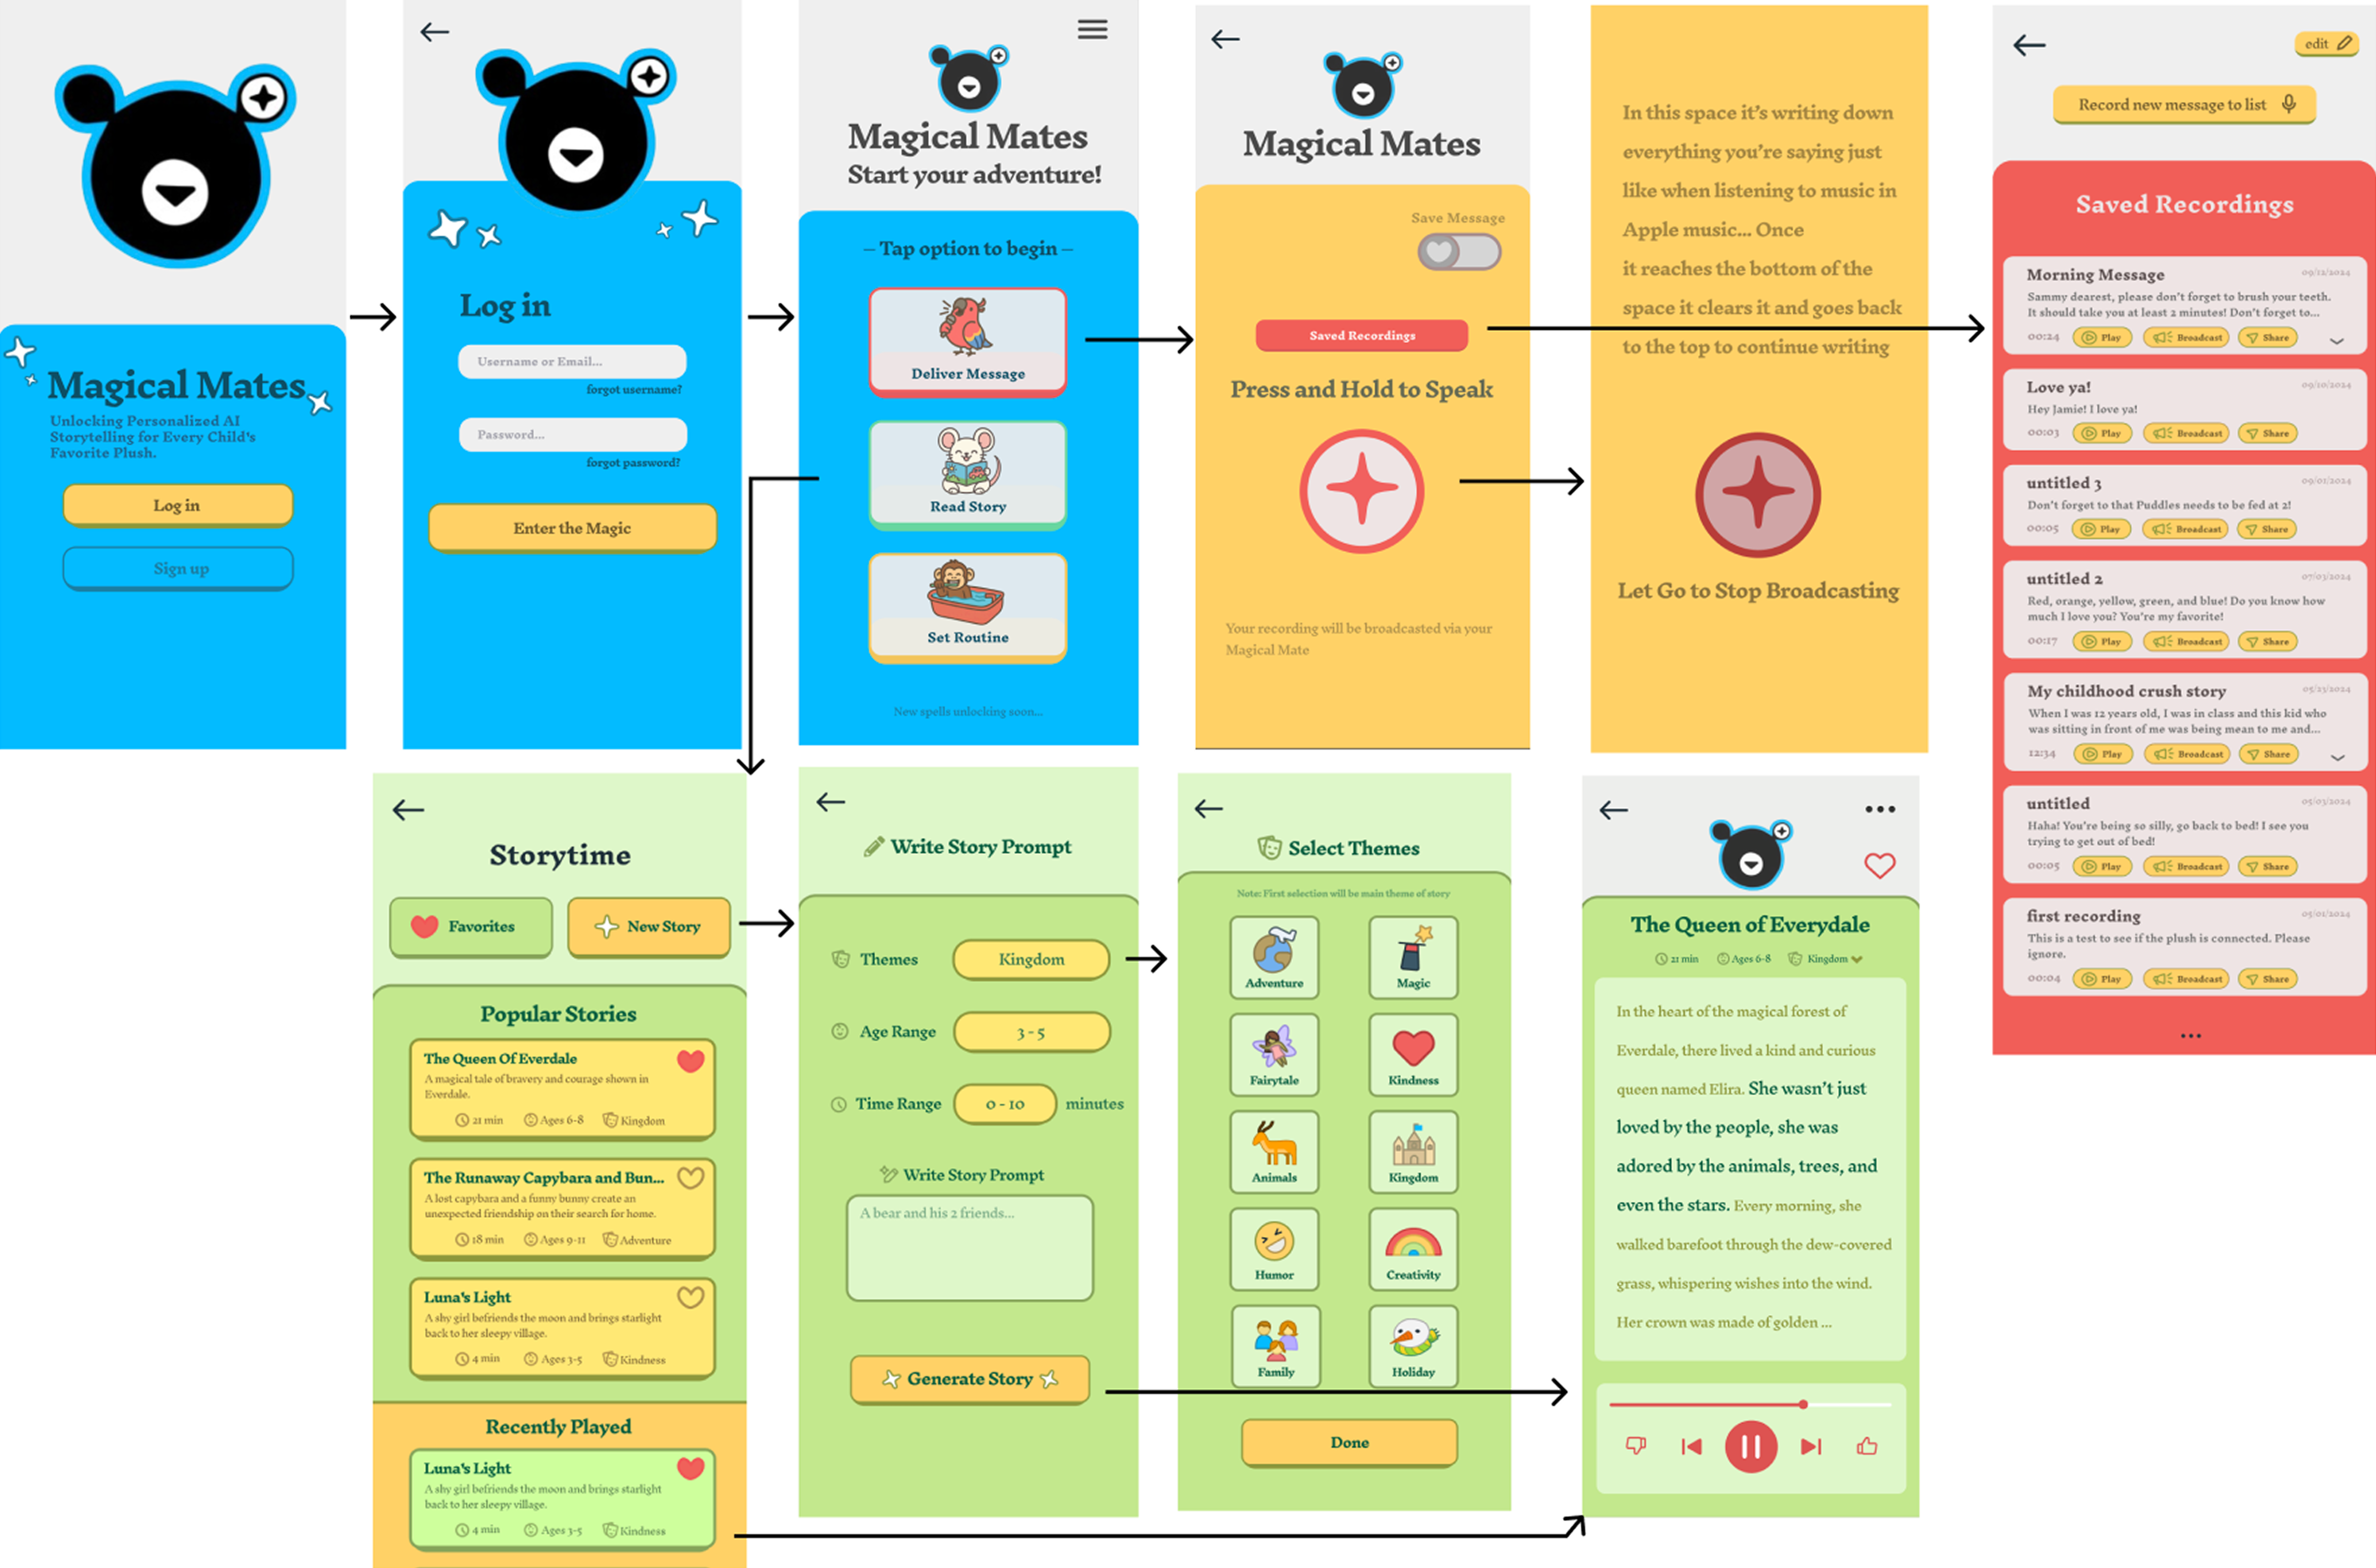 Magical Mates
Unlocking Personalized AI
Storytelling for Every Child's
Favorite Plush.
Log in
Sign up
Log in
Username or Email...
forgot username?
Password...
forgot password?
Enter the Magic
Magical Mates
Start your adventure!
– Tap option to begin –
Deliver Message
Read Story
Set Routine
New spells unlocking soon...
Magical Mates
Save Message
Saved Recordings
Press and Hold to Speak
Your recording will be broadcasted via your
Magical Mate
In this space it's writing down
everything you're saying just
like when listening to music in
Apple music... Once
it reaches the bottom of the
space it clears it and goes back
to the top to continue writing
Let Go to Stop Broadcasting
edit
Record new message to list
Saved Recordings
Morning Message 09/12/2024
Sammy dearest, please don't forget to brush your teeth.
It should take you at least 2 minutes! Don't forget to...
00:24 Play Broadcast Share
Love ya! 09/10/2024
Hey Jamie! I love ya!
00:03 Play Broadcast Share
untitled 3 09/01/2024
Don't forget to that Puddles needs to be fed at 2!
00:05 Play Broadcast Share
untitled 2 07/03/2024
Red, orange, yellow, green, and blue! Do you know how
much I love you? You're my favorite!
00:17 Play Broadcast Share
My childhood crush story 05/23/2024
When I was 12 years old, I was in class and this kid who
was sitting in front of me was being mean to me and...
12:34 Play Broadcast Share
untitled 05/03/2024
Haha! You're being so silly, go back to bed! I see you
trying to get out of bed!
00:05 Play Broadcast Share
first recording 05/01/2024
This is a test to see if the plush is connected. Please
ignore.
00:04 Play Broadcast Share
...
Storytime
Favorites
New Story
Popular Stories
The Queen Of Everdale
A magical tale of bravery and courage shown in
Everdale.
21 min Ages 6-8 Kingdom
The Runaway Capybara and Bun...
A lost capybara and a funny bunny create an
unexpected friendship on their search for home.
18 min Ages 9-11 Adventure
Luna's Light
A shy girl befriends the moon and brings starlight
back to her sleepy village.
4 min Ages 3-5 Kindness
Recently Played
Luna's Light
A shy girl befriends the moon and brings starlight
back to her sleepy village.
4 min Ages 3-5 Kindness
Write Story Prompt
Themes Kingdom
Age Range 3 - 5
Time Range 0 - 10 minutes
Write Story Prompt
A bear and his 2 friends...
Generate Story
Select Themes
Note: First selection will be main theme of story
Adventure Magic
Fairytale Kindness
Animals Kingdom
Humor Creativity
Family Holiday
Done
The Queen of Everydale
21 min Ages 6-8 Kingdom
In the heart of the magical forest of
Everdale, there lived a kind and curious
queen named Elira. She wasn't just
loved by the people, she was
adored by the animals, trees, and
even the stars. Every morning, she
walked barefoot through the dew-covered
grass, whispering wishes into the wind.
Her crown was made of golden ...